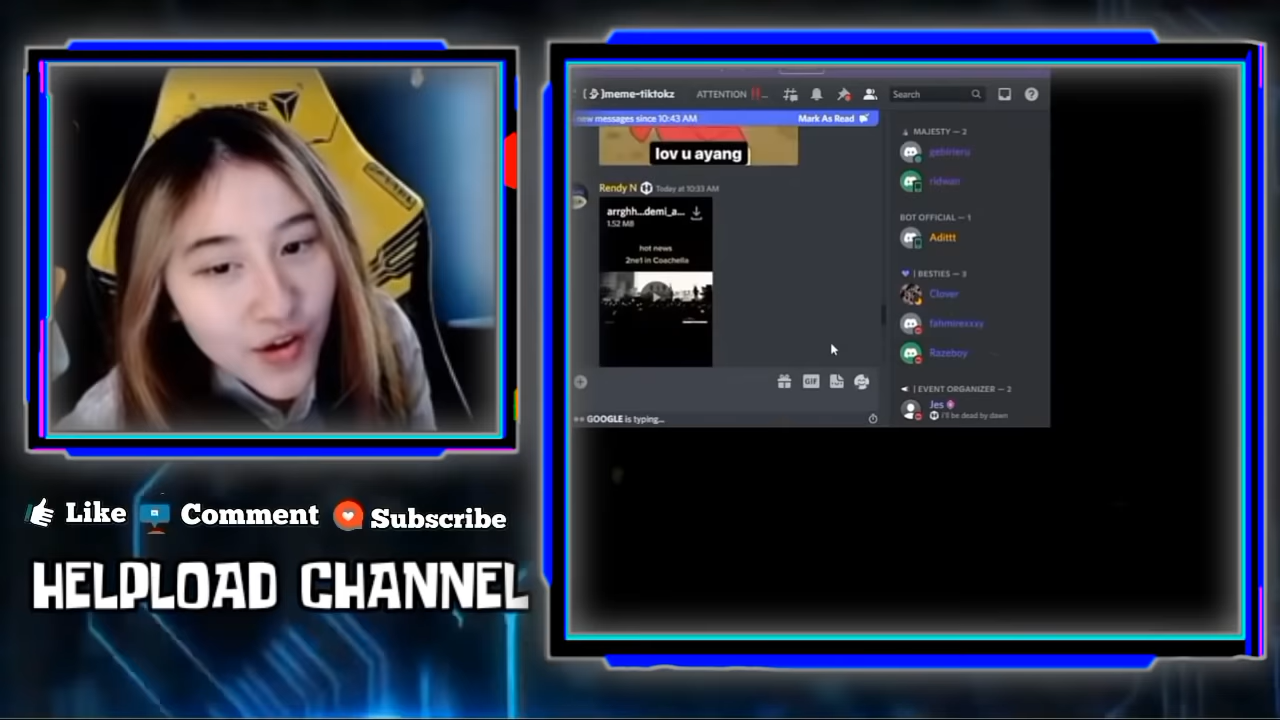 meme-tiktokz
ATTENTION
Search
new messages since 10:43 AM
Mark As Read
lov u ayang
Rendy N Today at 10:33 AM
arrghh...demi_a...
1.52 MB
hot news
2ne1 in Coachella
GIF
GOOGLE is typing...
MAJESTY — 2
gebineru
ridwan
BOT OFFICIAL — 1
Adittt
| BESTIES — 3
Clover
fahmirexxxy
Razeboy
| EVENT ORGANIZER — 2
Jes
i'll be dead by dawn
Like Comment Subscribe
HELPLOAD CHANNEL